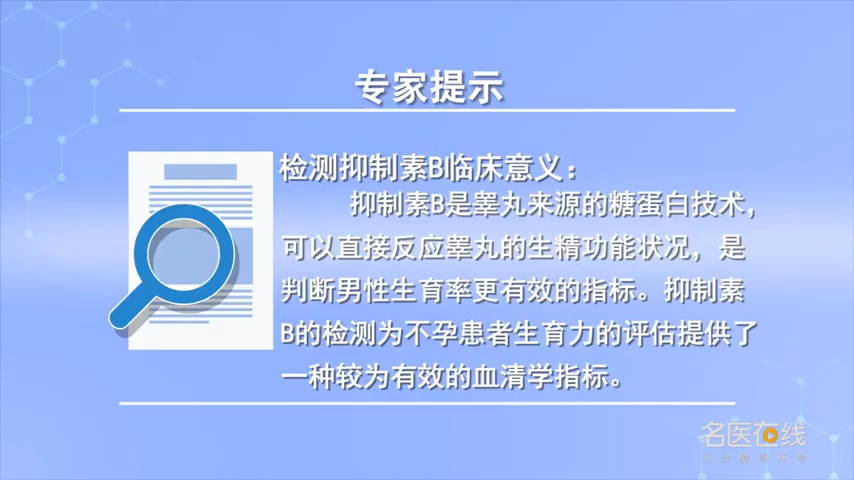 专家提示
检测抑制素B临床意义：
抑制素B是睾丸来源的糖蛋白技术，
可以直接反应睾丸的生精功能状况，是
判断男性生育率更有效的指标。抑制素
B的检测为不孕患者生育力的评估提供了
一种较为有效的血清学指标。
名医在线